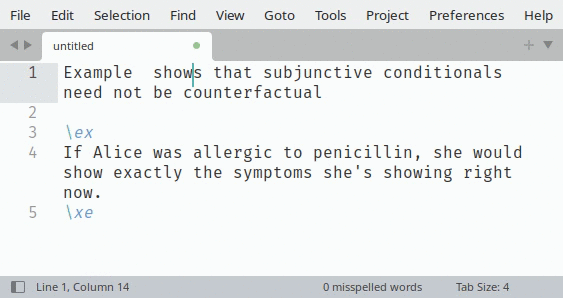 File Edit Selection Find View Goto Tools Project Preferences Help
untitled
1 Example  shows that subjunctive conditionals
need not be counterfactual
2
3 \ex
4 If Alice was allergic to penicillin, she would
show exactly the symptoms she's showing right
now.
5 \xe
Line 1, Column 14 0 misspelled words Tab Size: 4